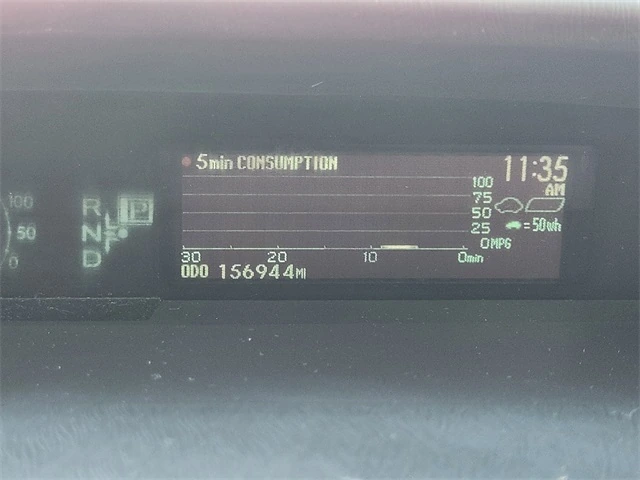 5min CONSUMPTION
11:35
AM
100
75
50
25
0MPG
= 50wh
30 20 10 0min
ODO 156944MI
100
50
0
R
N
D
P